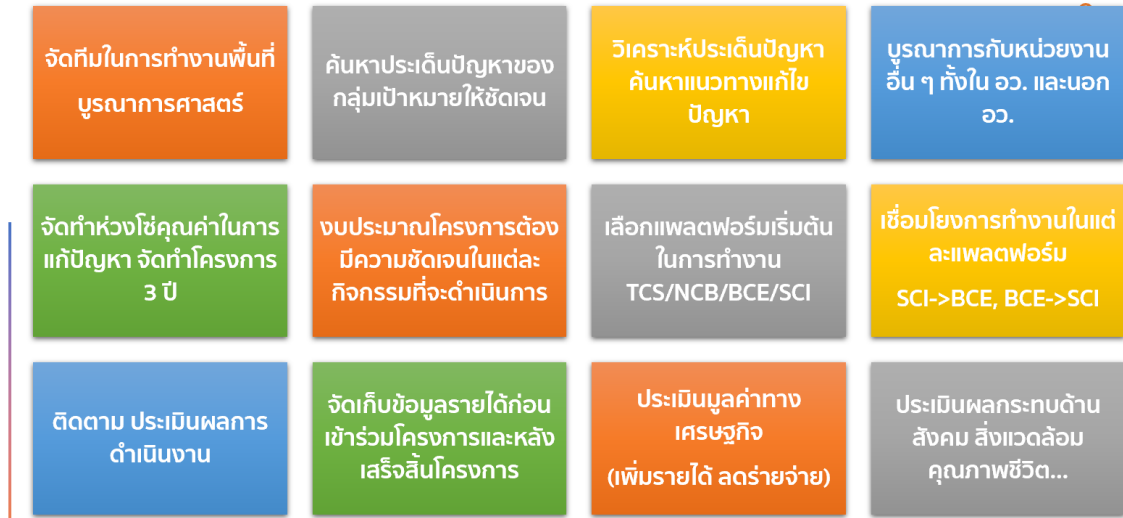 จัดทีมในการทำงานพื้นที่
บูรณาการศาสตร์
ค้นหาประเด็นปัญหาของ
กลุ่มเป้าหมายให้ชัดเจน
วิเคราะห์ประเด็นปัญหา
ค้นหาแนวทางแก้ไข
ปัญหา
บูรณาการกับหน่วยงาน
อื่น ๆ ทั้งใน อว. และนอก
อว.
จัดทำห่วงโซ่คุณค่าในการ
แก้ปัญหา จัดทำโครงการ
3 ปี
งบประมาณโครงการต้อง
มีความชัดเจนในแต่ละ
กิจกรรมที่จะดำเนินการ
เลือกแพลตฟอร์มเริ่มต้น
ในการทำงาน
TCS/NCB/BCE/SCI
เชื่อมโยงการทำงานในแต่
ละแพลตฟอร์ม
SCI->BCE, BCE->SCI
ติดตาม ประเมินผลการ
ดำเนินงาน
จัดเก็บข้อมูลรายได้ก่อน
เข้าร่วมโครงการและหลัง
เสร็จสิ้นโครงการ
ประเมินมูลค่าทาง
เศรษฐกิจ
(เพิ่มรายได้ ลดร่ายจ่าย)
ประเมินผลกระทบด้าน
สังคม สิ่งแวดล้อม
คุณภาพชีวิต...